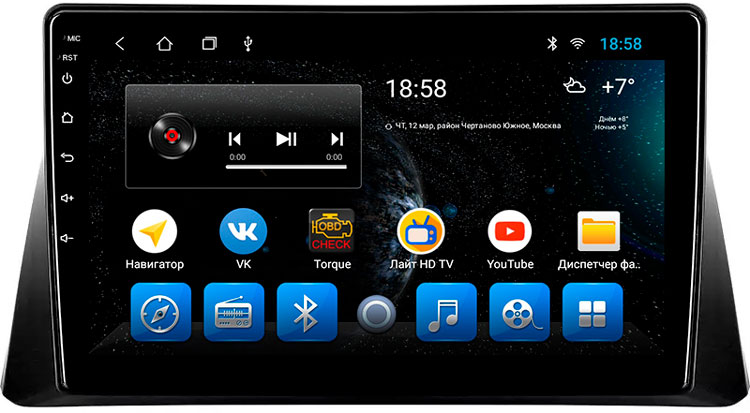 MIC
RST
18:58
18:58
+7°
ЧТ, 12 мар, район Чертаново Южное, Москва
Днём +8°
Ночью +5°
0:00
0:00
OBD
CHECK
Навигатор
VK
Torque
Лайт HD TV
YouTube
Диспетчер фа..